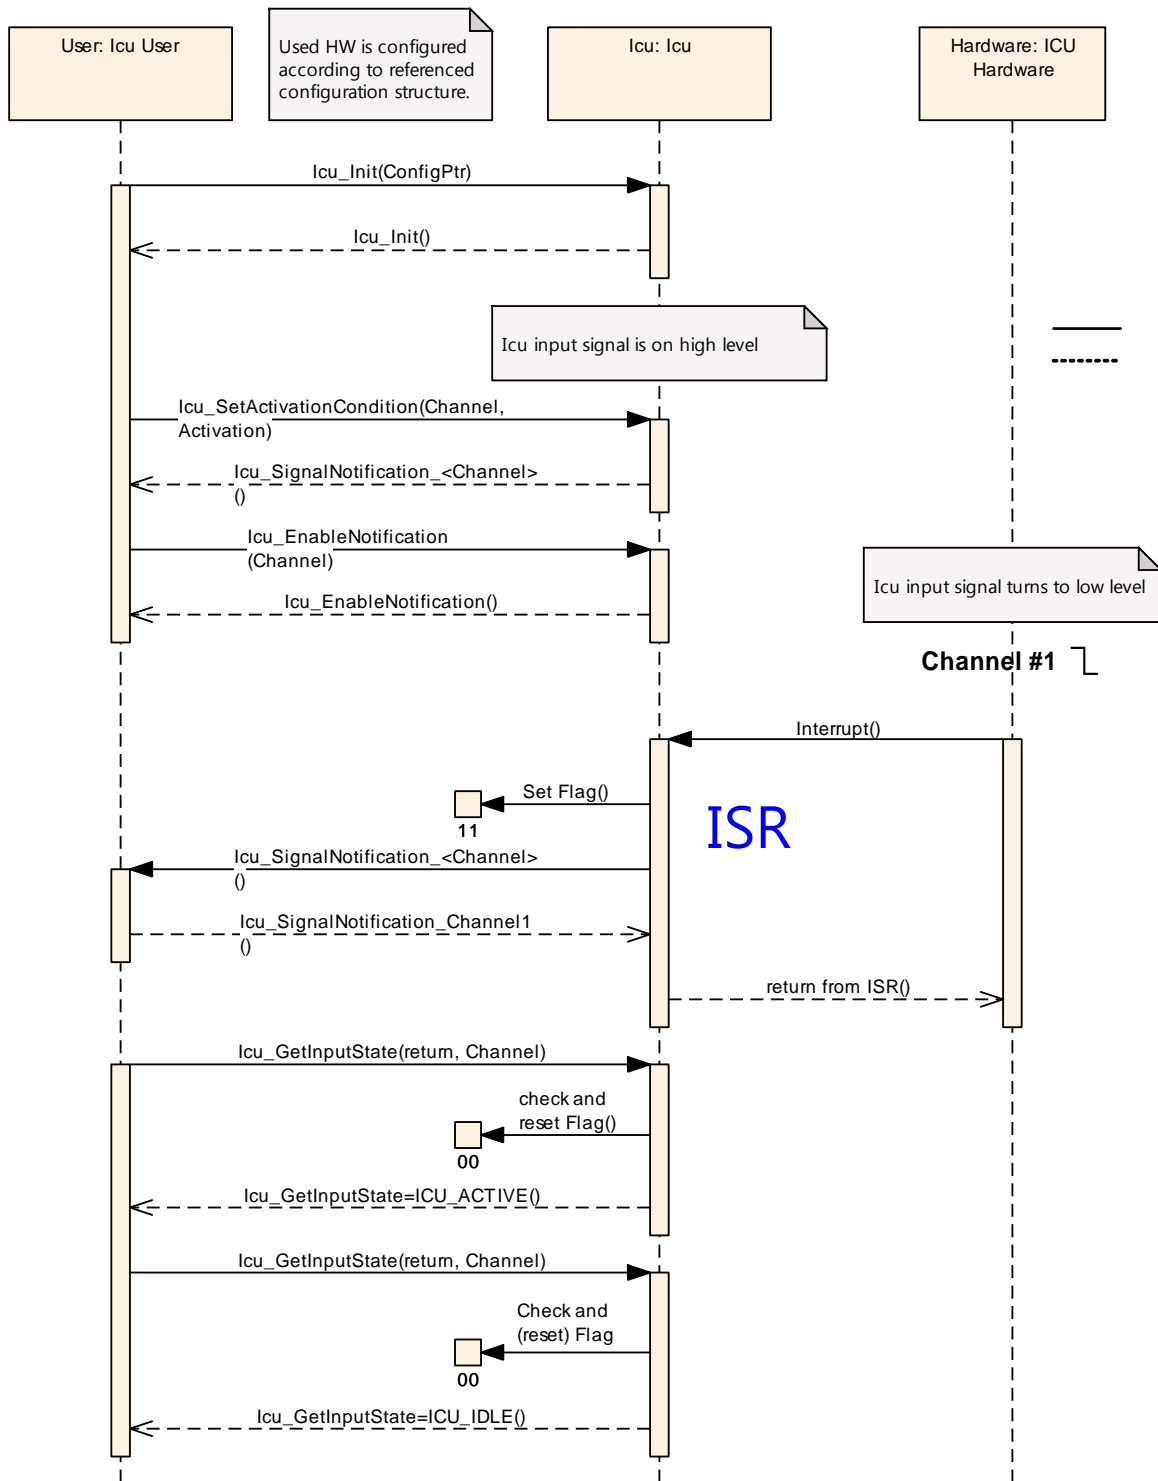 User: Icu User
Used HW is configured
according to referenced
configuration structure.
Icu: Icu
Hardware: ICU
Hardware
Icu_Init(ConfigPtr)
Icu_Init()
Icu input signal is on high level
Icu_SetActivationCondition(Channel,
Activation)
Icu_SignalNotification_<Channel>
()
Icu_EnableNotification
(Channel)
Icu input signal turns to low level
Icu_EnableNotification()
Channel #1
Interrupt()
Set Flag()
11
ISR
Icu_SignalNotification_<Channel>
()
Icu_SignalNotification_Channel1
()
return from ISR()
Icu_GetInputState(return, Channel)
check and
reset Flag()
00
Icu_GetInputState=ICU_ACTIVE()
Icu_GetInputState(return, Channel)
Check and
(reset) Flag
00
Icu_GetInputState=ICU_IDLE()